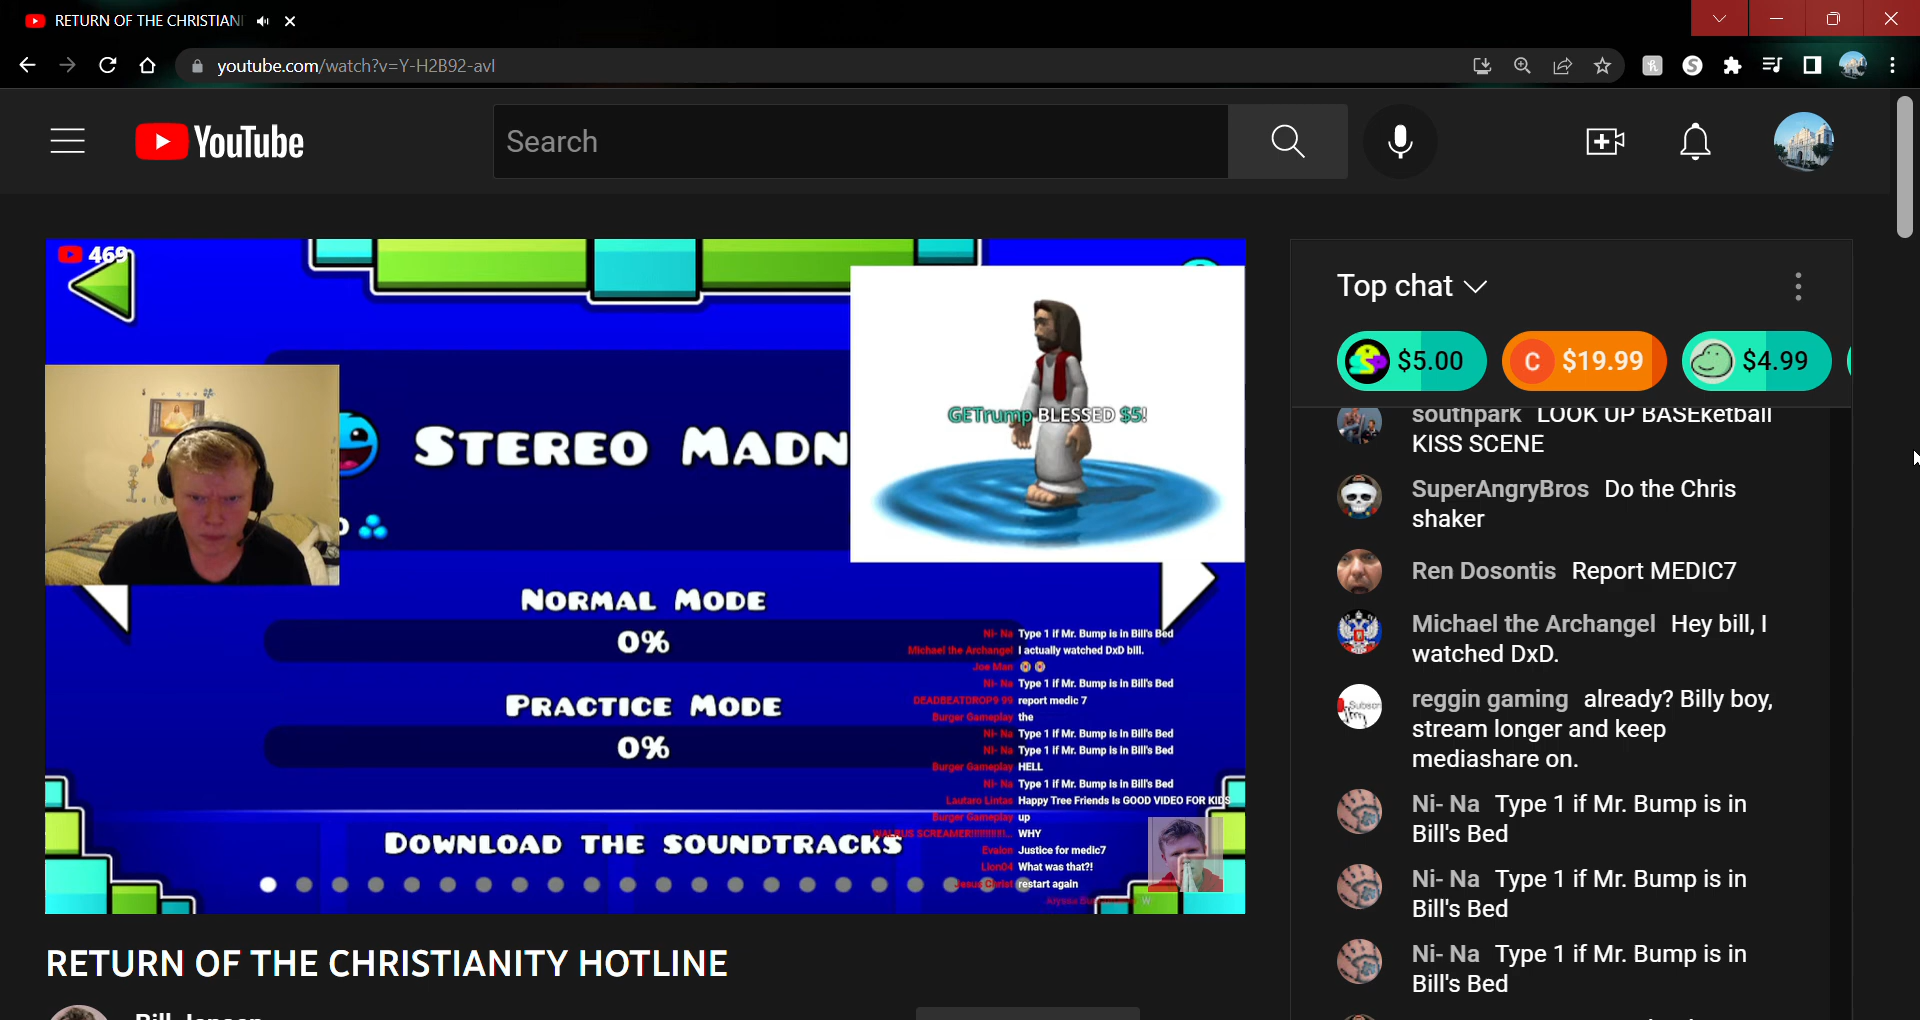 RETURN OF THE CHRISTIANI
youtube.com/watch?v=Y-H2B92-avI
YouTube
Search
469
STEREO MADN
GETrump BLESSED $5!
NORMAL MODE
0%
PRACTICE MODE
0%
DOWNLOAD THE SOUNDTRACKS
Ni- Na Type 1 if Mr. Bump is in Bill's Bed
Michael the Archangel I actually watched DxD bill.
Joe Man
Ni- Na Type 1 if Mr. Bump is in Bill's Bed
DEADBEATDROP9 99 report medic 7
Burger Gameplay the
Ni- Na Type 1 if Mr. Bump is in Bill's Bed
Ni- Na Type 1 if Mr. Bump is in Bill's Bed
Burger Gameplay HELL
Ni- Na Type 1 if Mr. Bump is in Bill's Bed
Lautaro Lintas Happy Tree Friends Is GOOD VIDEO FOR KIDS
Burger Gameplay up
SCREAMER!!!!!!!!!!!... WHY
Evalon Justice for medic7
Lion04 What was that?!
Jesus Christ restart again
W
RETURN OF THE CHRISTIANITY HOTLINE
Top chat
$5.00
C $19.99
$4.99
southpark LOOK UP BASEketball
KISS SCENE
SuperAngryBros Do the Chris
shaker
Ren Dosontis Report MEDIC7
Michael the Archangel Hey bill, I
watched DxD.
reggin gaming already? Billy boy,
stream longer and keep
mediashare on.
Ni- Na Type 1 if Mr. Bump is in
Bill's Bed
Ni- Na Type 1 if Mr. Bump is in
Bill's Bed
Ni- Na Type 1 if Mr. Bump is in
Bill's Bed